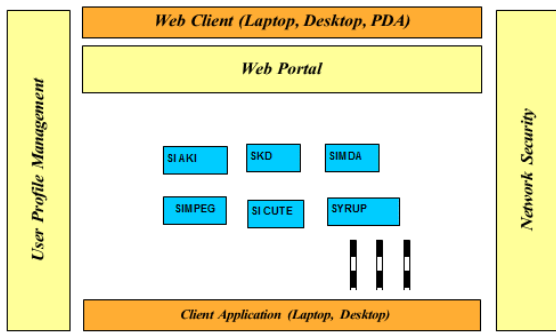 Web Client (Laptop, Desktop, PDA)
Web Portal
User Profile Management
Network Security
SIAKI
SKD
SIMDA
SIMPEG
SICUTE
SYRUP
Client Application (Laptop, Desktop)